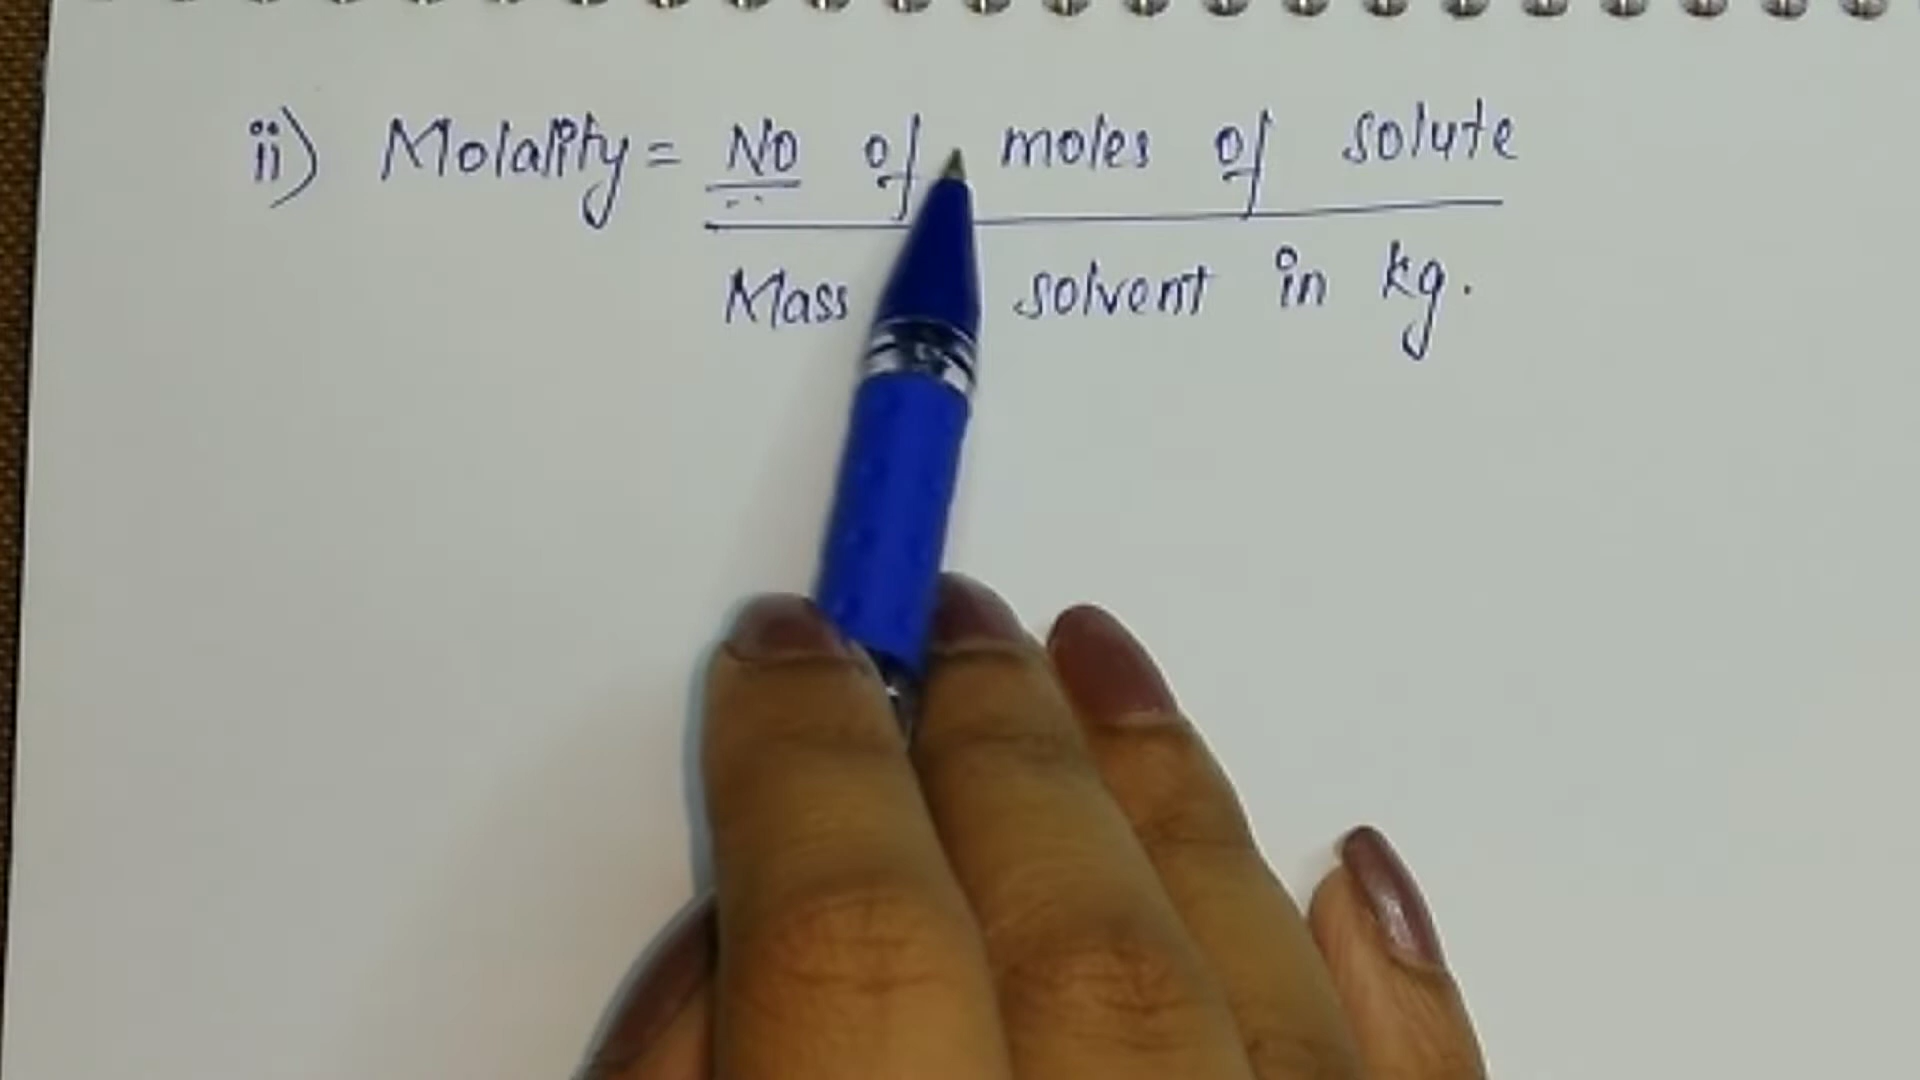 ii) Molality = No of moles of solute
Mass solvent in kg.